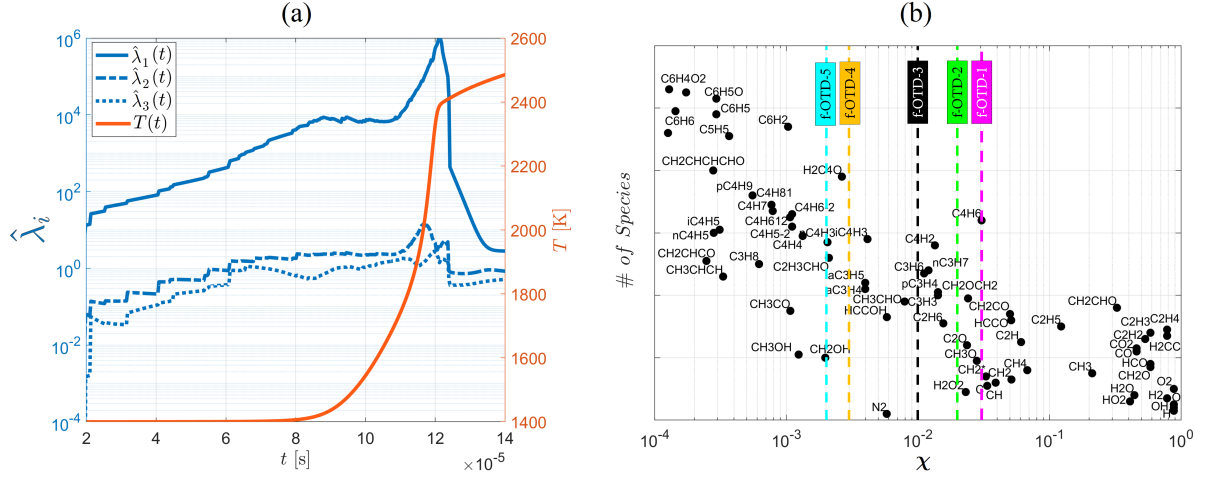 (a)
(b)
10^6
10^4
10^2
10^0
10^-2
10^-4
λ̂_i
λ̂_1(t)
λ̂_2(t)
λ̂_3(t)
T(t)
2600
2400
2200
2000
1800
1600
1400
T [K]
2 4 6 8 10 12 14
t [s]
×10^-5
# of Species
f-OTD-5
f-OTD-4
f-OTD-3
f-OTD-2
f-OTD-1
C6H4O2
C6H5O
C6H5
C6H6
C5H5
C6H2
CH2CHCHCHO
H2C4O
pC4H9
C4H81
C4H7
C4H6-2
C4H612
C4H6
iC4H5
nC4H5
C4H5-2
C4H4
C4H3
iC4H3
C4H2
CH2CHCO
CH3CHCH
C3H8
C2H3CHO
nC3H7
C3H6
aC3H5
aC3H4
pC3H4
C3H3
CH2OCH2
CH3CO
CH3CHO
HCCOH
CH2CO
HCCO
CH2CHO
C2H6
C2H5
C2H3
C2H4
C2H2
H2CC
C2H
C2O
CO2
CO
CH3OH
CH2OH
CH3O
CH4
CH3
HCO
CH2O
CH2*
CH2
C
CH
H2O2
H2O
HO2
O2
H2
O
OH
H
N2
10^-4
10^-3
10^-2
10^-1
10^0
χ